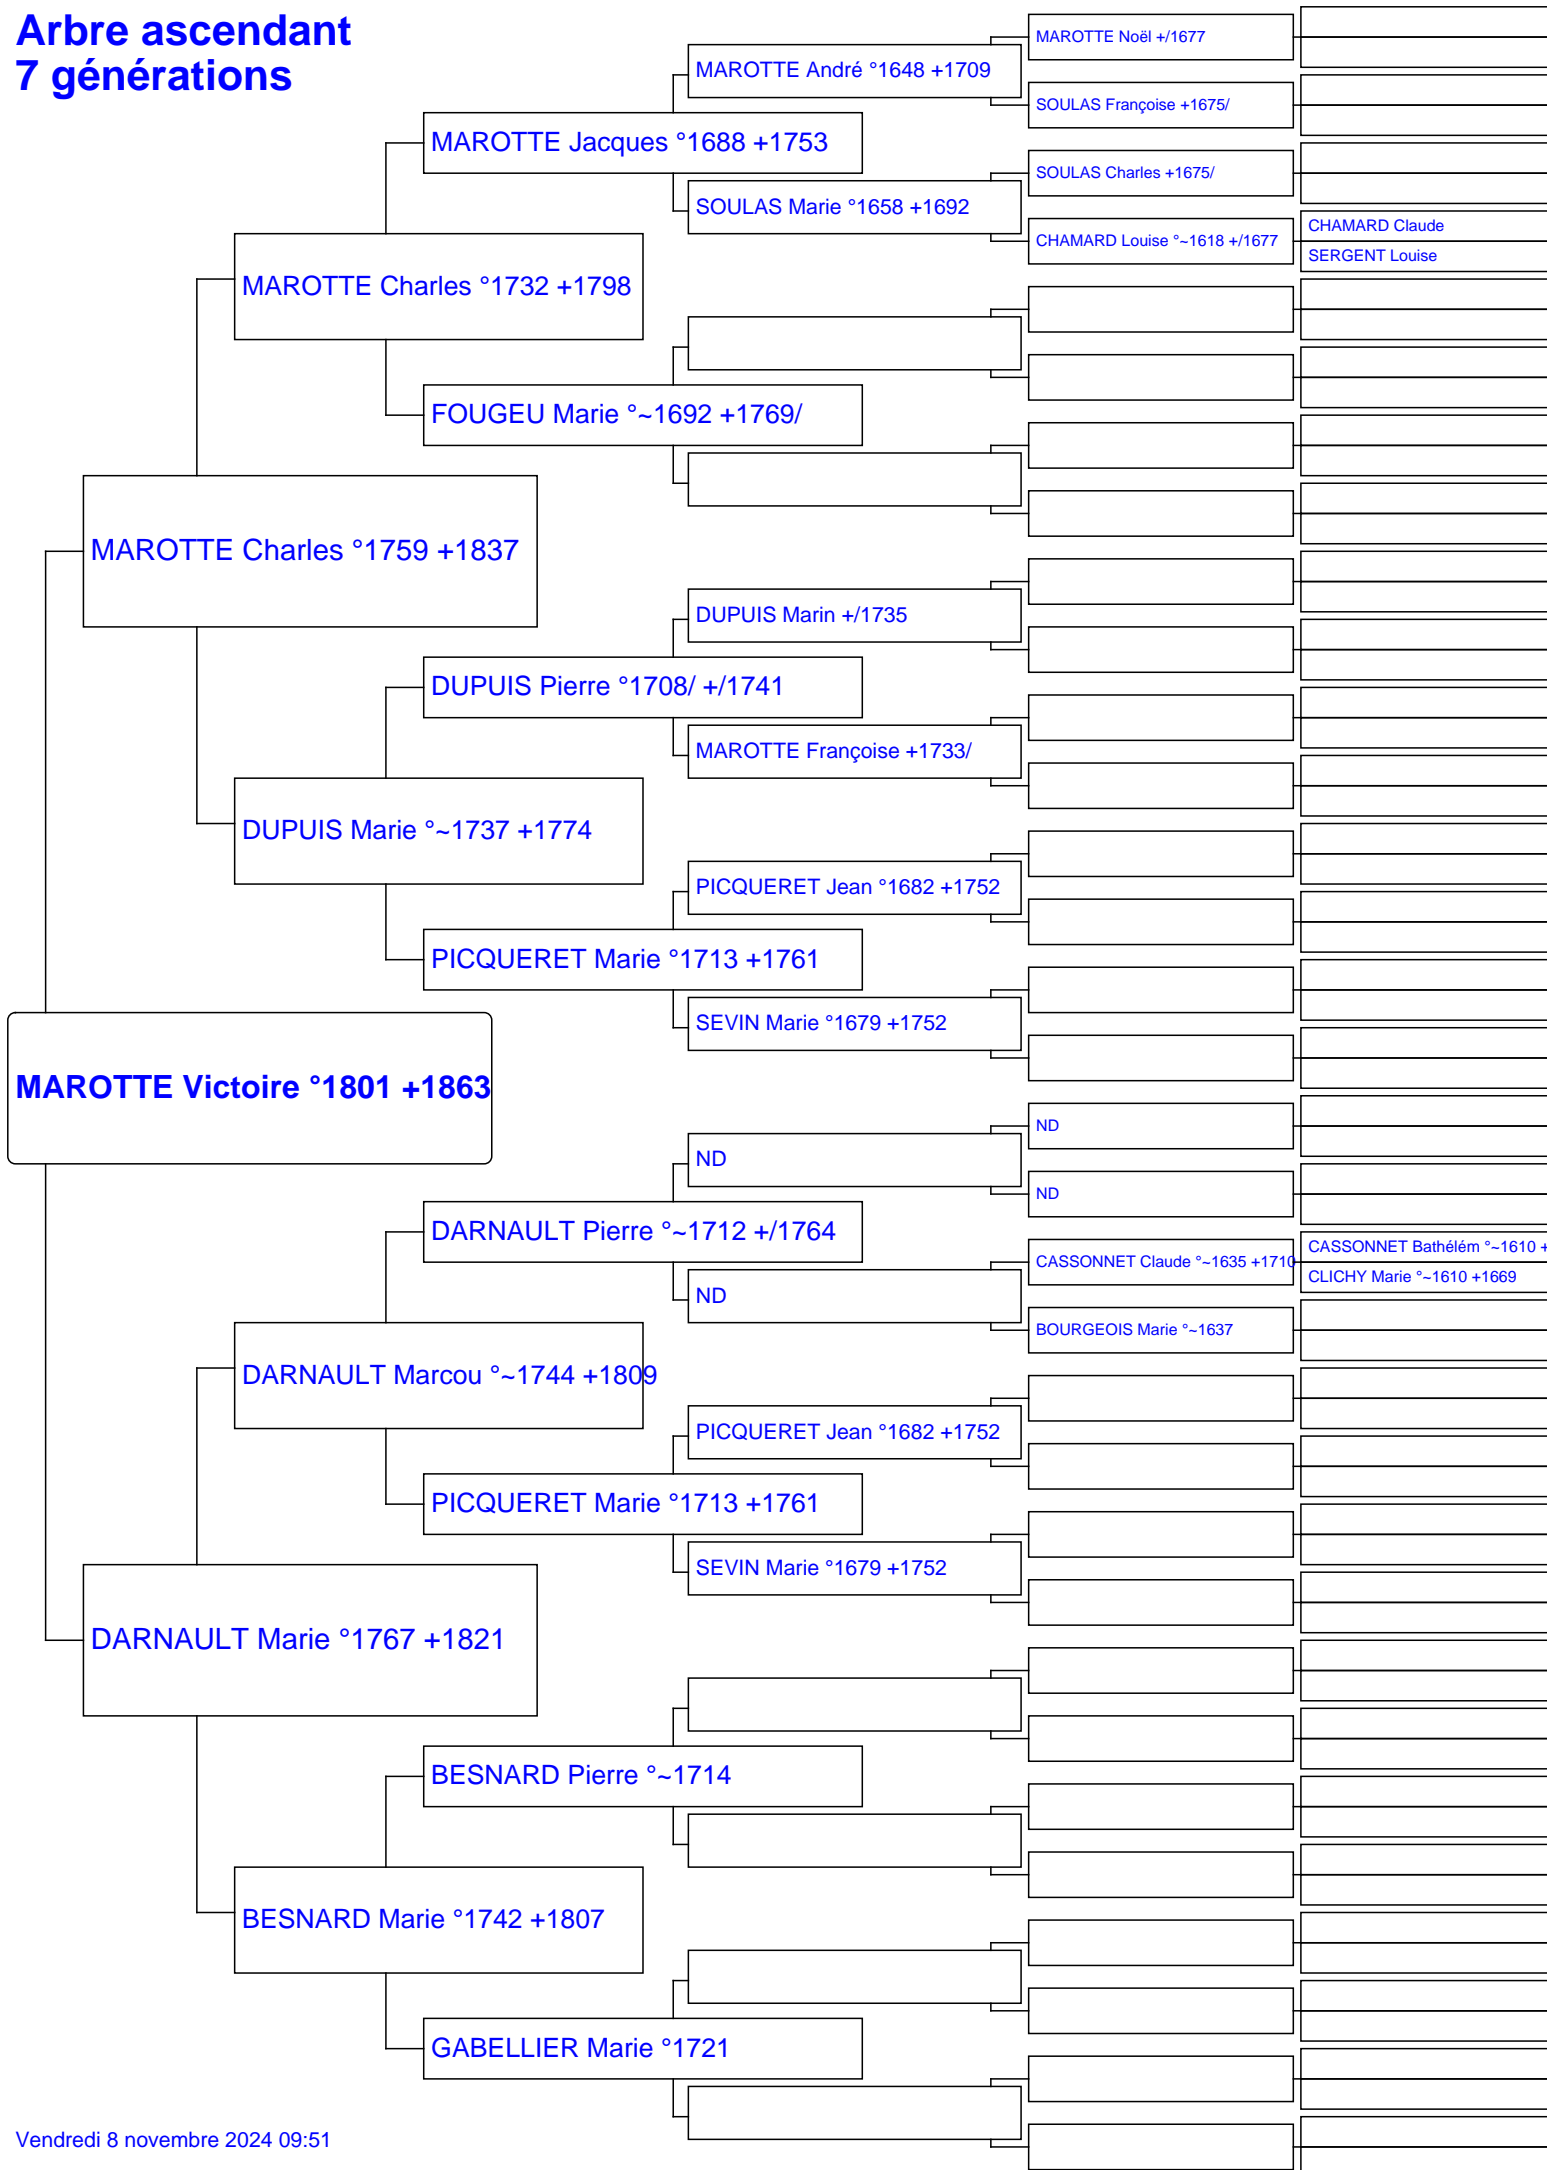 Arbre ascendant
7 générations
MAROTTE Noël +/1677
MAROTTE André °1648 +1709
SOULAS Françoise +1675/
MAROTTE Jacques °1688 +1753
SOULAS Charles +1675/
SOULAS Marie °1658 +1692
CHAMARD Louise °~1618 +/1677
CHAMARD Claude
SERGENT Louise
MAROTTE Charles °1732 +1798
FOUGEU Marie °~1692 +1769/
MAROTTE Charles °1759 +1837
DUPUIS Marin +/1735
DUPUIS Pierre °1708/ +/1741
MAROTTE Françoise +1733/
DUPUIS Marie °~1737 +1774
PICQUERET Jean °1682 +1752
PICQUERET Marie °1713 +1761
SEVIN Marie °1679 +1752
MAROTTE Victoire °1801 +1863
ND
ND
ND
DARNAULT Pierre °~1712 +/1764
CASSONNET Claude °~1635 +1710
CASSONNET Bathélém °~1610 +
CLICHY Marie °~1610 +1669
ND
BOURGEOIS Marie °~1637
DARNAULT Marcou °~1744 +1809
PICQUERET Jean °1682 +1752
PICQUERET Marie °1713 +1761
SEVIN Marie °1679 +1752
DARNAULT Marie °1767 +1821
BESNARD Pierre °~1714
BESNARD Marie °1742 +1807
GABELLIER Marie °1721
Vendredi 8 novembre 2024 09:51